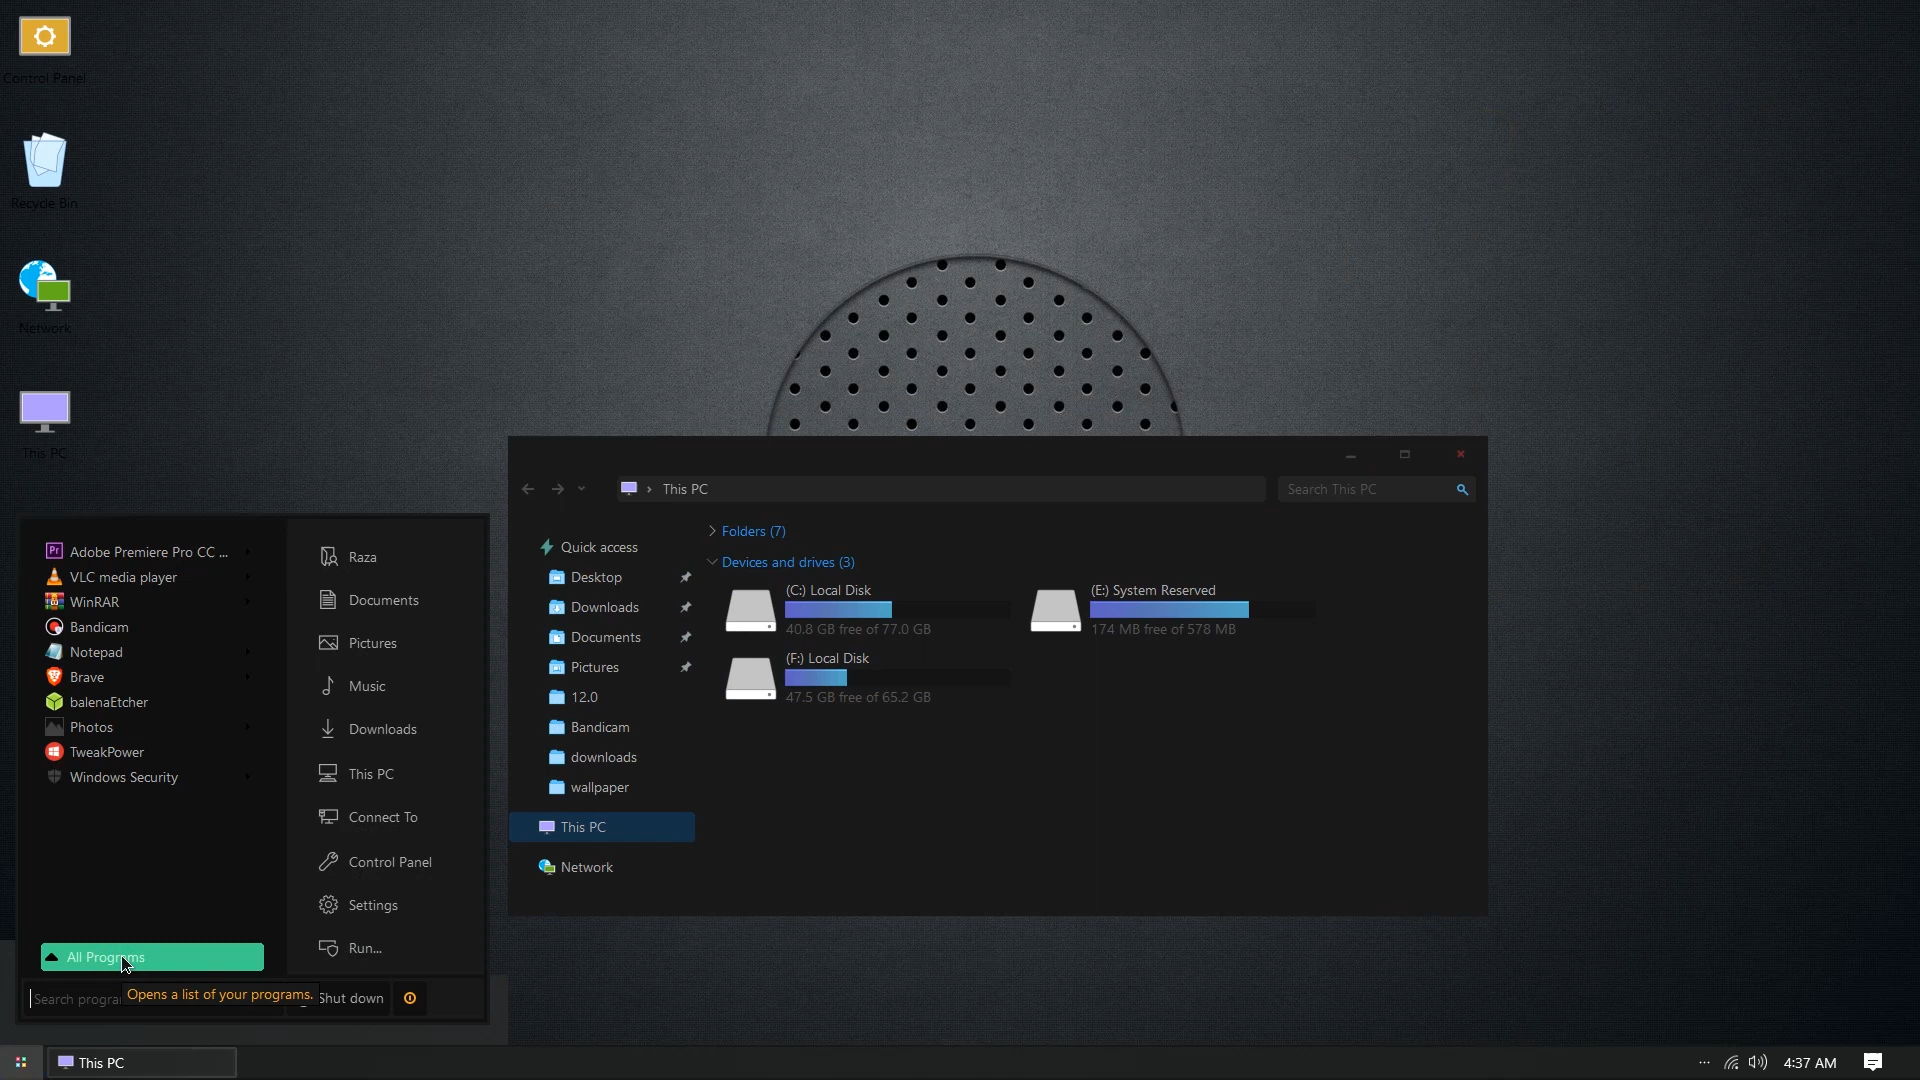 Control Panel
Recycle Bin
Network
This PC
This PC
Search This PC
Quick access
Desktop
Downloads
Documents
Pictures
12.0
Bandicam
downloads
wallpaper
This PC
Network
Folders (7)
Devices and drives (3)
(C:) Local Disk
40.8 GB free of 77.0 GB
(E:) System Reserved
174 MB free of 578 MB
(F:) Local Disk
47.5 GB free of 65.2 GB
Pr Adobe Premiere Pro CC ...
VLC media player
WinRAR
Bandicam
Notepad
Brave
balenaEtcher
Photos
TweakPower
Windows Security
All Programs
Raza
Documents
Pictures
Music
Downloads
This PC
Connect To
Control Panel
Settings
Run...
Search
Opens a list of your programs.
Shut down
This PC
4:37 AM